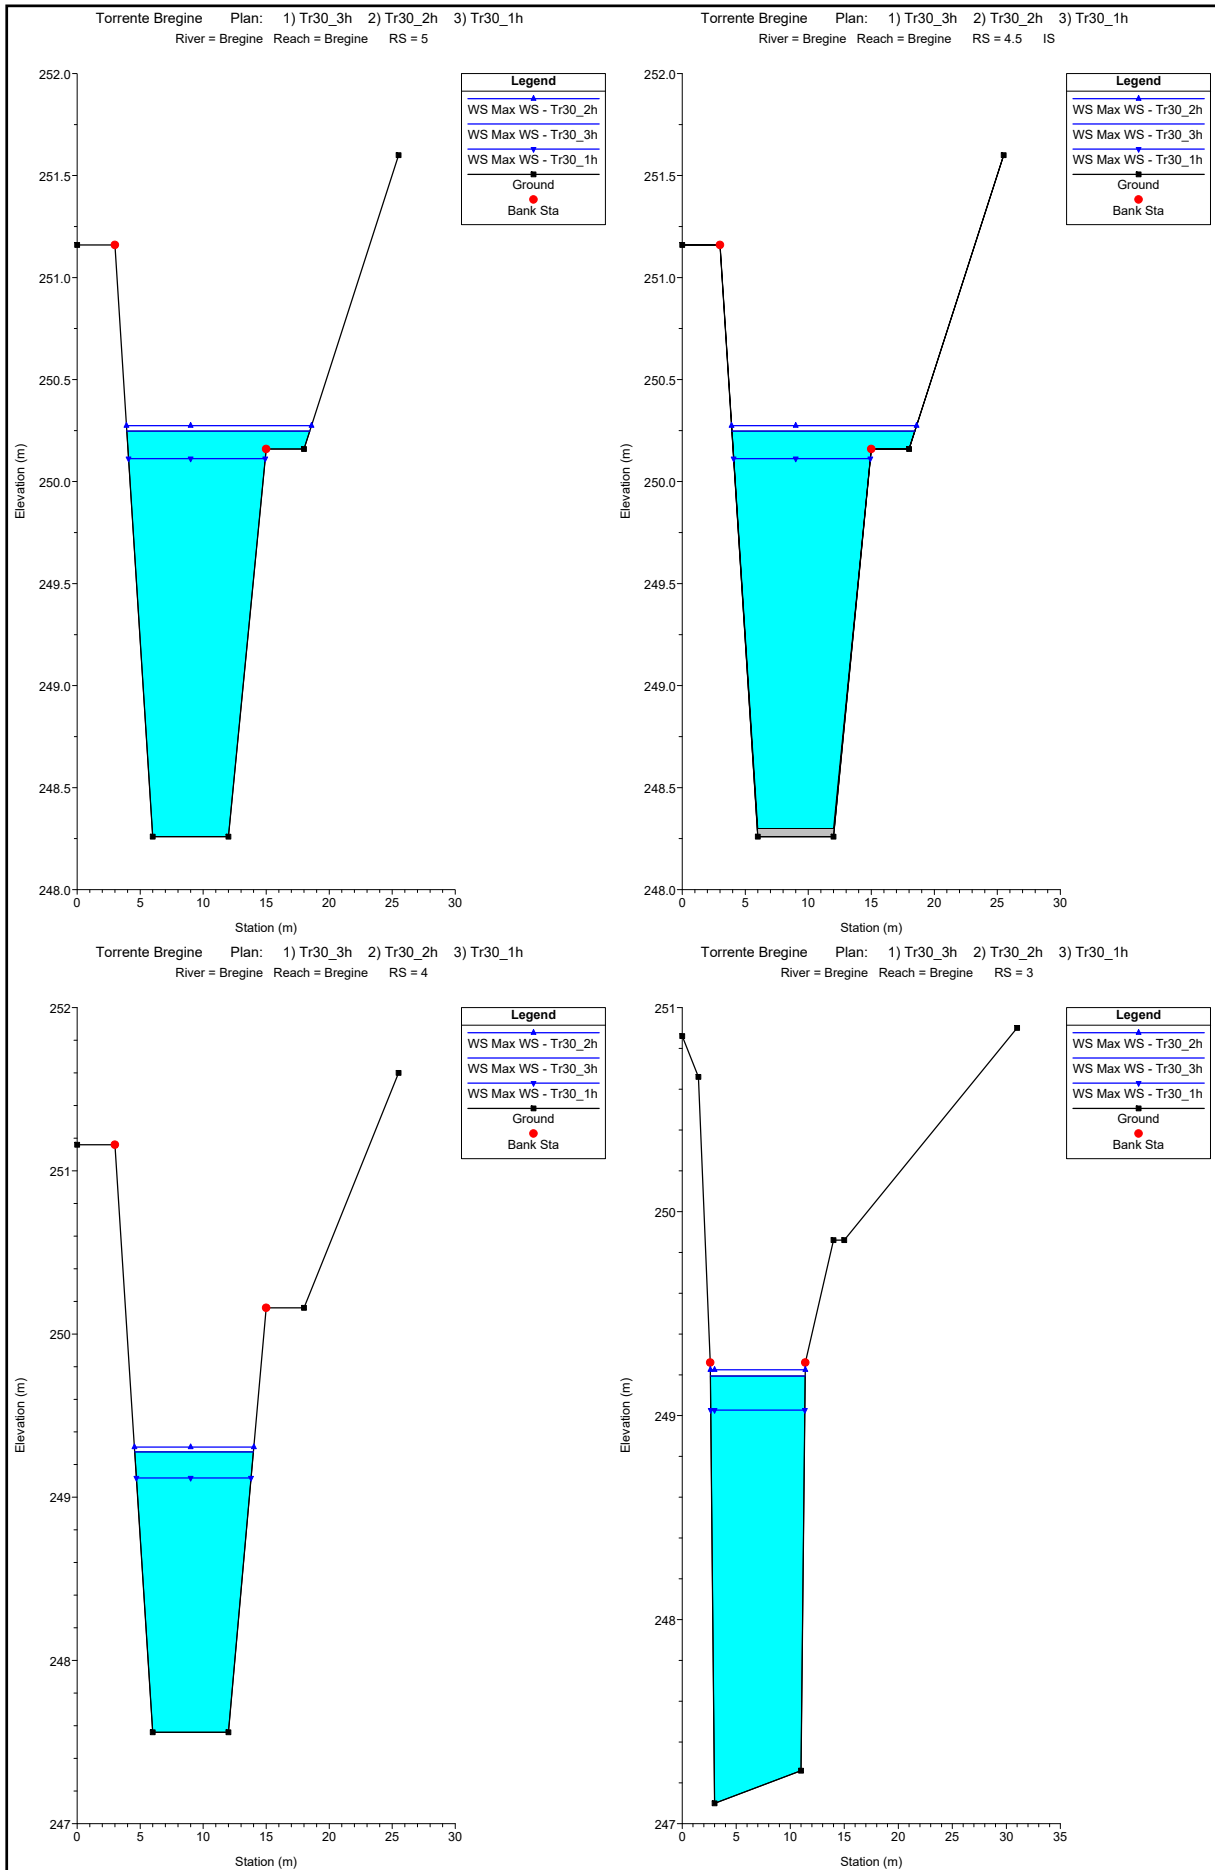 Torrente Bregine Plan: 1) Tr30_3h 2) Tr30_2h 3) Tr30_1h
River = Bregine Reach = Bregine RS = 5
252.0
251.5
251.0
250.5
250.0
249.5
249.0
248.5
248.0
Elevation (m)
0 5 10 15 20 25 30
Station (m)
Legend
WS Max WS - Tr30_2h
WS Max WS - Tr30_3h
WS Max WS - Tr30_1h
Ground
Bank Sta
Torrente Bregine Plan: 1) Tr30_3h 2) Tr30_2h 3) Tr30_1h
River = Bregine Reach = Bregine RS = 4.5 IS
252.0
251.5
251.0
250.5
250.0
249.5
249.0
248.5
248.0
Elevation (m)
0 5 10 15 20 25 30
Station (m)
Legend
WS Max WS - Tr30_2h
WS Max WS - Tr30_3h
WS Max WS - Tr30_1h
Ground
Bank Sta
Torrente Bregine Plan: 1) Tr30_3h 2) Tr30_2h 3) Tr30_1h
River = Bregine Reach = Bregine RS = 4
252
251
250
249
248
247
Elevation (m)
0 5 10 15 20 25 30
Station (m)
Legend
WS Max WS - Tr30_2h
WS Max WS - Tr30_3h
WS Max WS - Tr30_1h
Ground
Bank Sta
Torrente Bregine Plan: 1) Tr30_3h 2) Tr30_2h 3) Tr30_1h
River = Bregine Reach = Bregine RS = 3
251
250
249
248
247
Elevation (m)
0 5 10 15 20 25 30 35
Station (m)
Legend
WS Max WS - Tr30_2h
WS Max WS - Tr30_3h
WS Max WS - Tr30_1h
Ground
Bank Sta